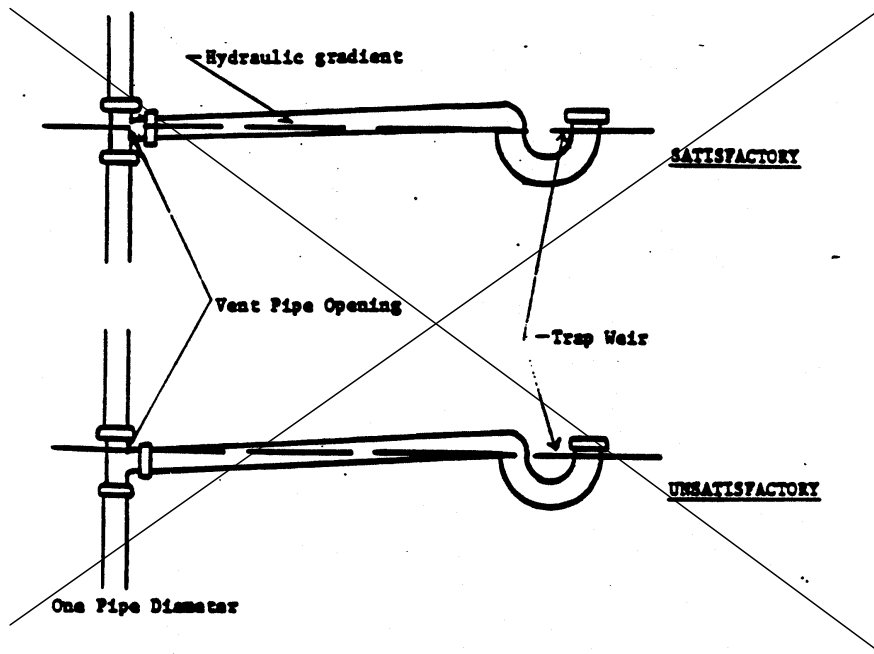 Hydraulic gradient
SATISFACTORY
Vent Pipe Opening
Trap Weir
UNSATISFACTORY
One Pipe Diameter